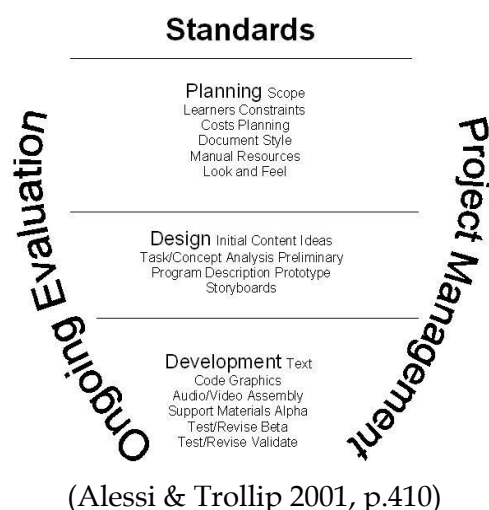 Standards
Planning Scope
Learners Constraints
Costs Planning
Document Style
Manual Resources
Look and Feel
Design Initial Content Ideas
Task/Concept Analysis Preliminary
Program Description Prototype
Storyboards
Development Text
Code Graphics
Audio/Video Assembly
Support Materials Alpha
Test/Revise Beta
Test/Revise Validate
Ongoing Evaluation
Project Management
(Alessi & Trollip 2001, p.410)